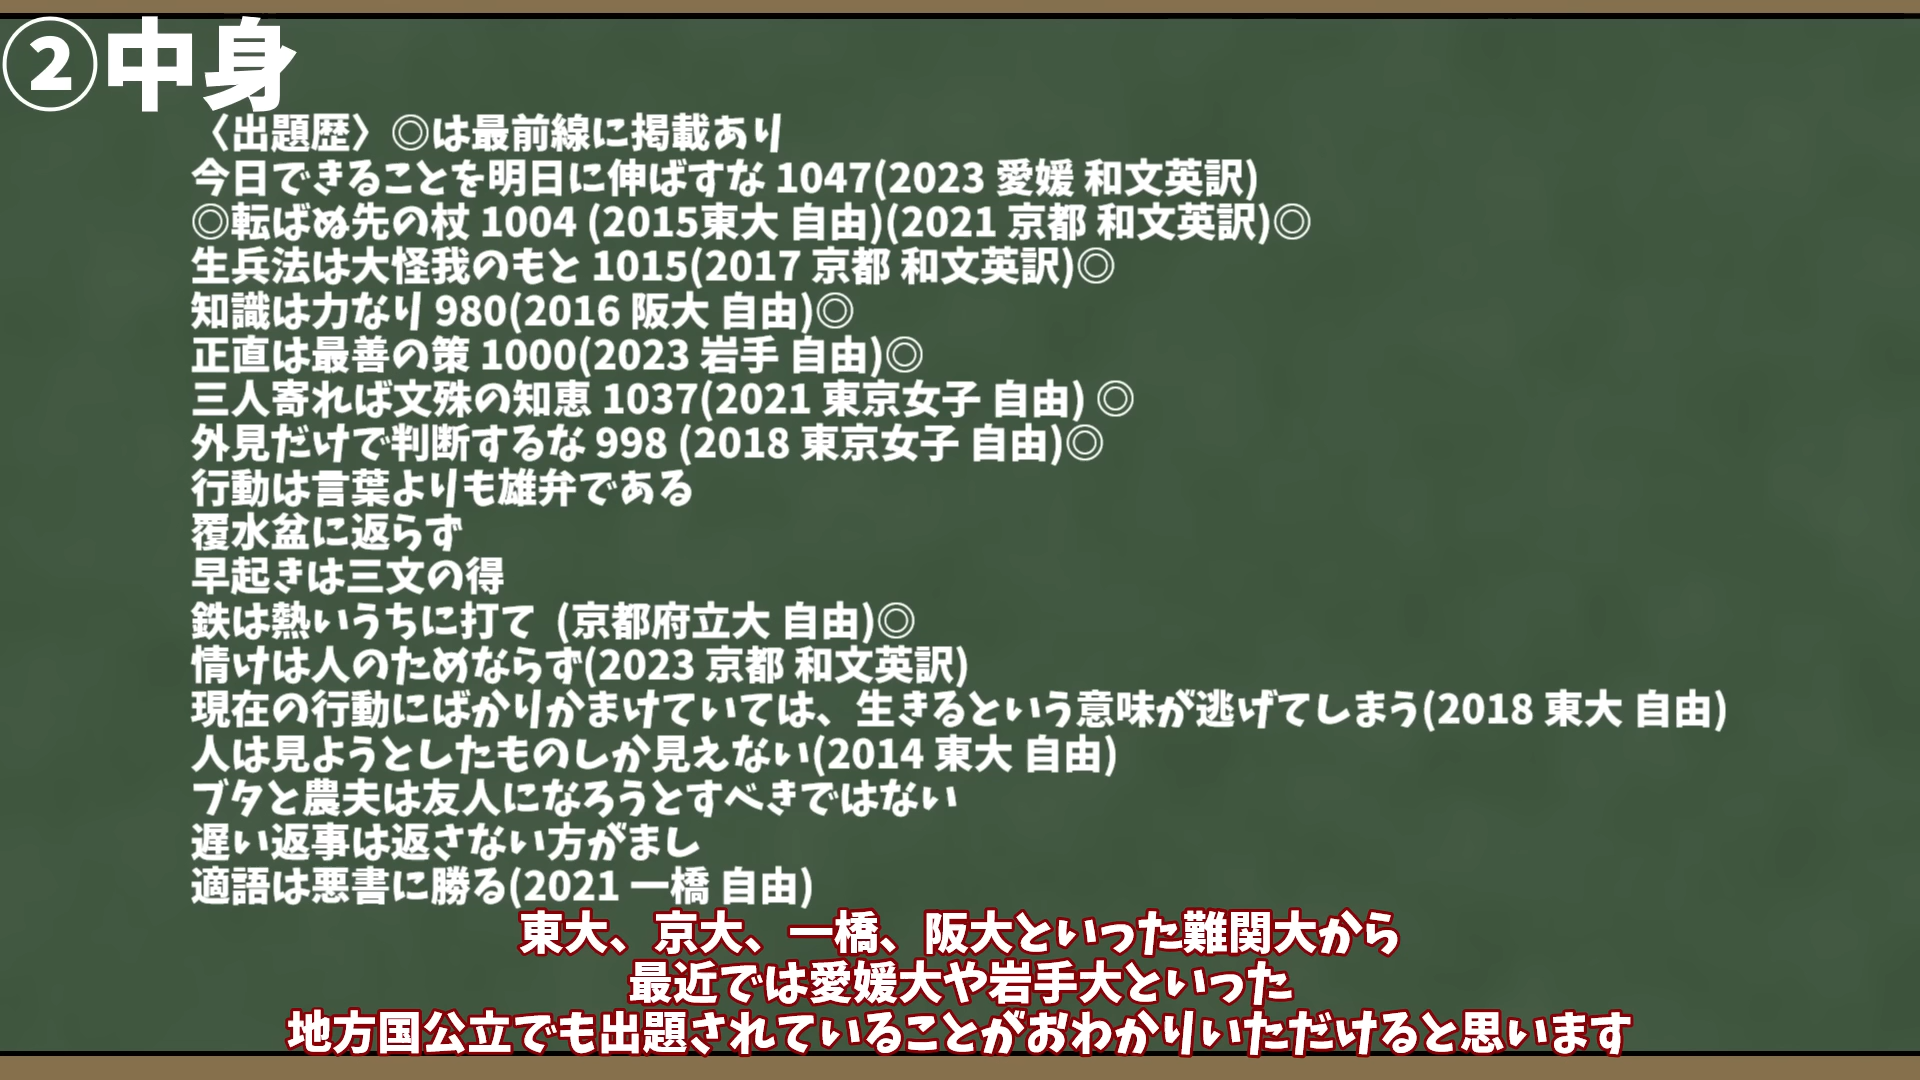 ②中身
〈出題歴〉◎は最前線に掲載あり
今日できることを明日に伸ばすな 1047(2023 愛媛 和文英訳)
◎転ばぬ先の杖 1004 (2015東大 自由)(2021 京都 和文英訳)◎
生兵法は大怪我のもと 1015(2017 京都 和文英訳)◎
知識は力なり 980(2016 阪大 自由)◎
正直は最善の策 1000(2023 岩手 自由)◎
三人寄れば文殊の知恵 1037(2021 東京女子 自由) ◎
外見だけで判断するな 998 (2018 東京女子 自由)◎
行動は言葉よりも雄弁である
覆水盆に返らず
早起きは三文の得
鉄は熱いうちに打て (京都府立大 自由)◎
情けは人のためならず(2023 京都 和文英訳)
現在の行動にばかりかまけていては、生きるという意味が逃げてしまう(2018 東大 自由)
人は見ようとしたものしか見えない(2014 東大 自由)
ブタと農夫は友人になろうとすべきではない
遅い返事は返さない方がまし
適語は悪書に勝る(2021 一橋 自由)
東大、京大、一橋、阪大といった難関大から
最近では愛媛大や岩手大といった
地方国公立でも出題されていることがおわかりいただけると思います